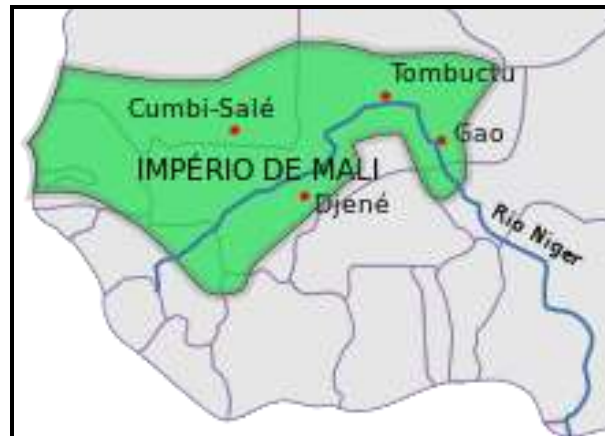 Tombuctu
Cumbi-Salé
Gao
IMPÉRIO DE MALI
Djené
Rio Niger